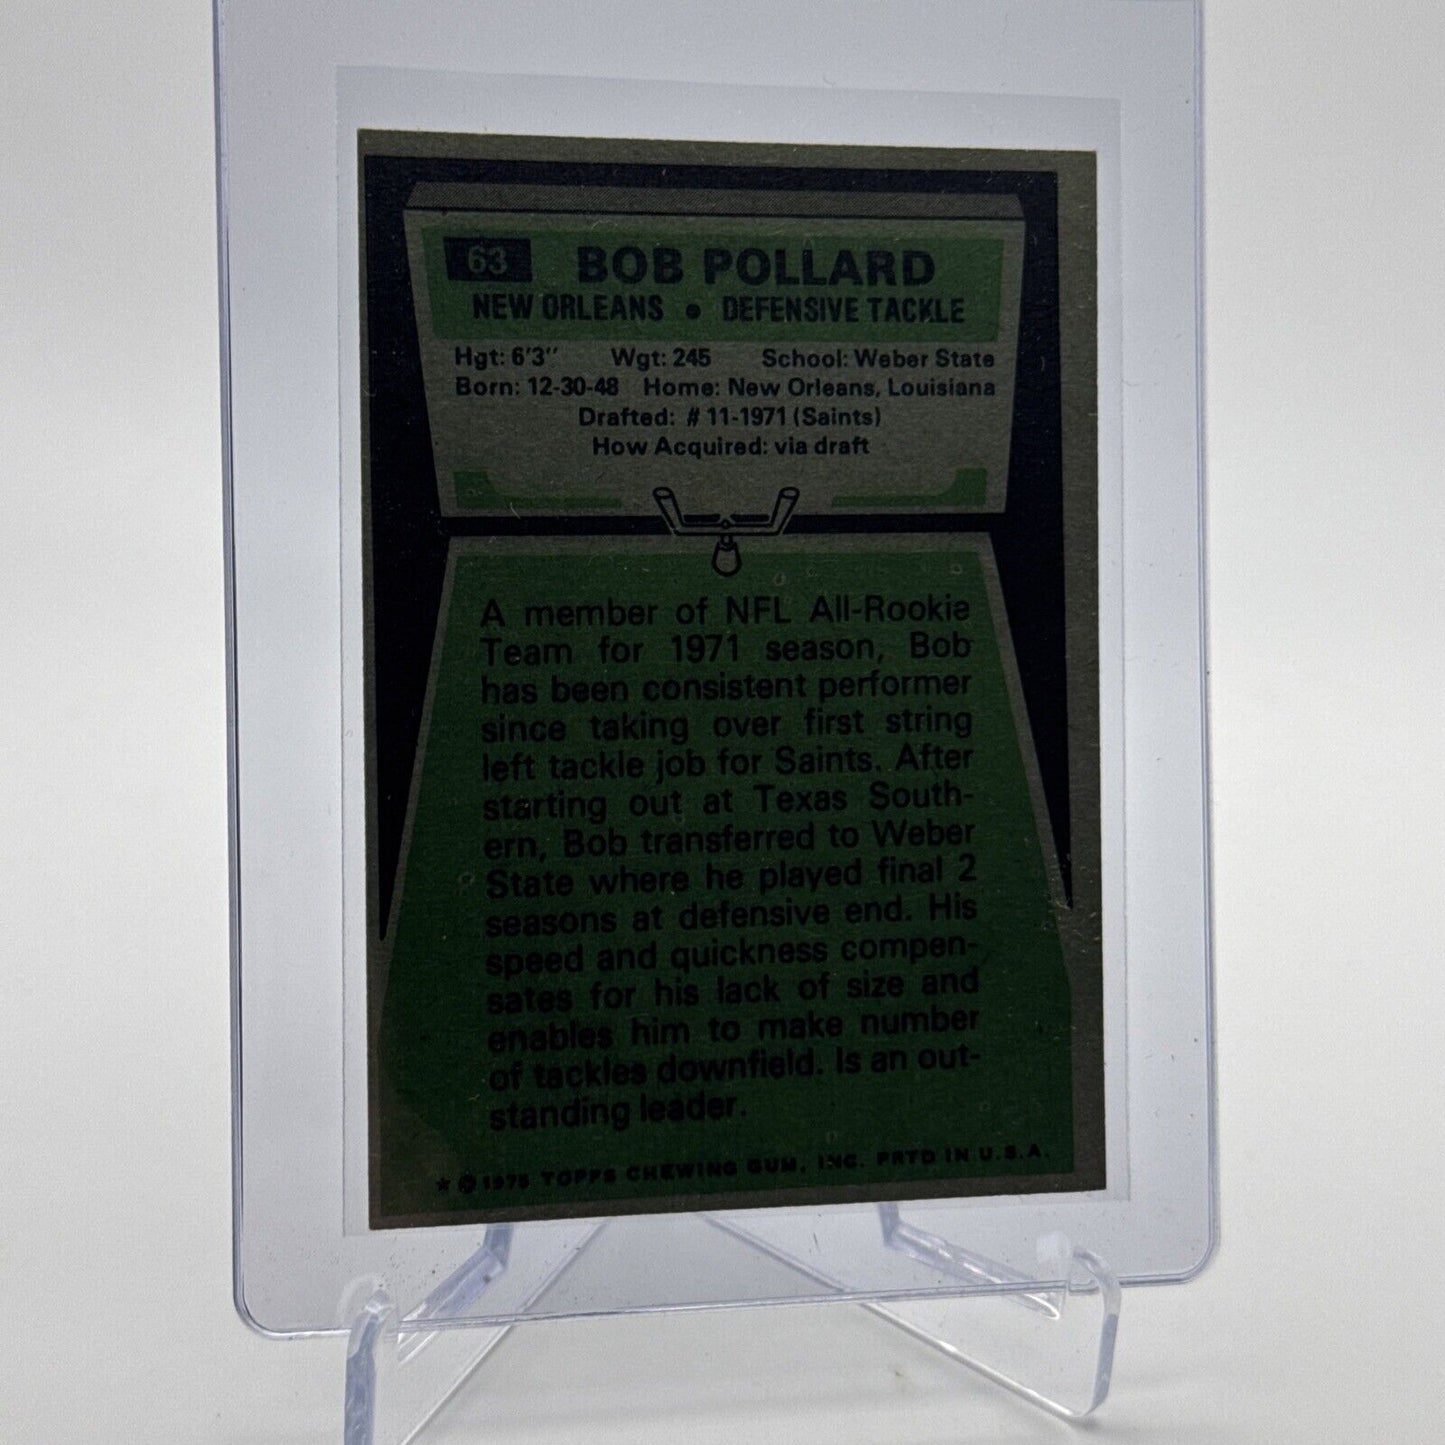 63 BOB POLLARD
NEW ORLEANS • DEFENSIVE TACKLE
Hgt: 6'3" Wgt: 245 School: Weber State
Born: 12-30-48 Home: New Orleans, Louisiana
Drafted: # 11-1971 (Saints)
How Acquired: via draft
A member of NFL All-Rookie
Team for 1971 season, Bob
has been consistent performer
since taking over first string
left tackle job for Saints. After
starting out at Texas South-
ern, Bob transferred to Weber
State where he played final 2
seasons at defensive end. His
speed and quickness compen-
sates for his lack of size and
enables him to make number
of tackles downfield. Is an out-
standing leader.
★ © 1975 TOPPS CHEWING GUM, INC. PRTD IN U.S.A.